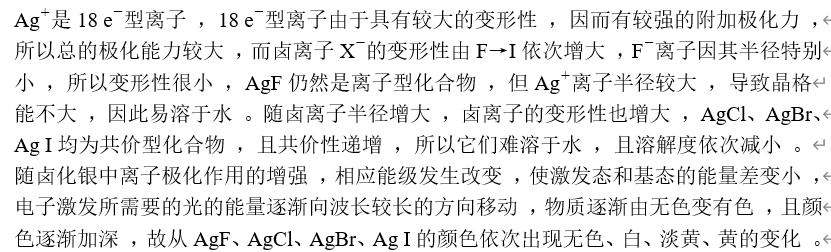 Ag⁺是 18 e⁻型离子 ，18 e⁻型离子由于具有较大的变形性 ，因而有较强的附加极化力 ，
所以总的极化能力较大 ，而卤离子 X⁻的变形性由 F→I 依次增大 ，F⁻离子因其半径特别
小 ，所以变形性很小 ，AgF 仍然是离子型化合物 ，但 Ag⁺离子半径较大 ，导致晶格
能不大 ，因此易溶于水 。随卤离子半径增大 ，卤离子的变形性也增大 ，AgCl、AgBr、
Ag I 均为共价型化合物 ，且共价性递增 ，所以它们难溶于水 ，且溶解度依次减小 。
随卤化银中离子极化作用的增强 ，相应能级发生改变 ，使激发态和基态的能量差变小 ，
电子激发所需要的光的能量逐渐向波长较长的方向移动 ，物质逐渐由无色变有色 ，且颜
色逐渐加深 ，故从 AgF、AgCl、AgBr、Ag I 的颜色依次出现无色、白、淡黄、黄的变化 。